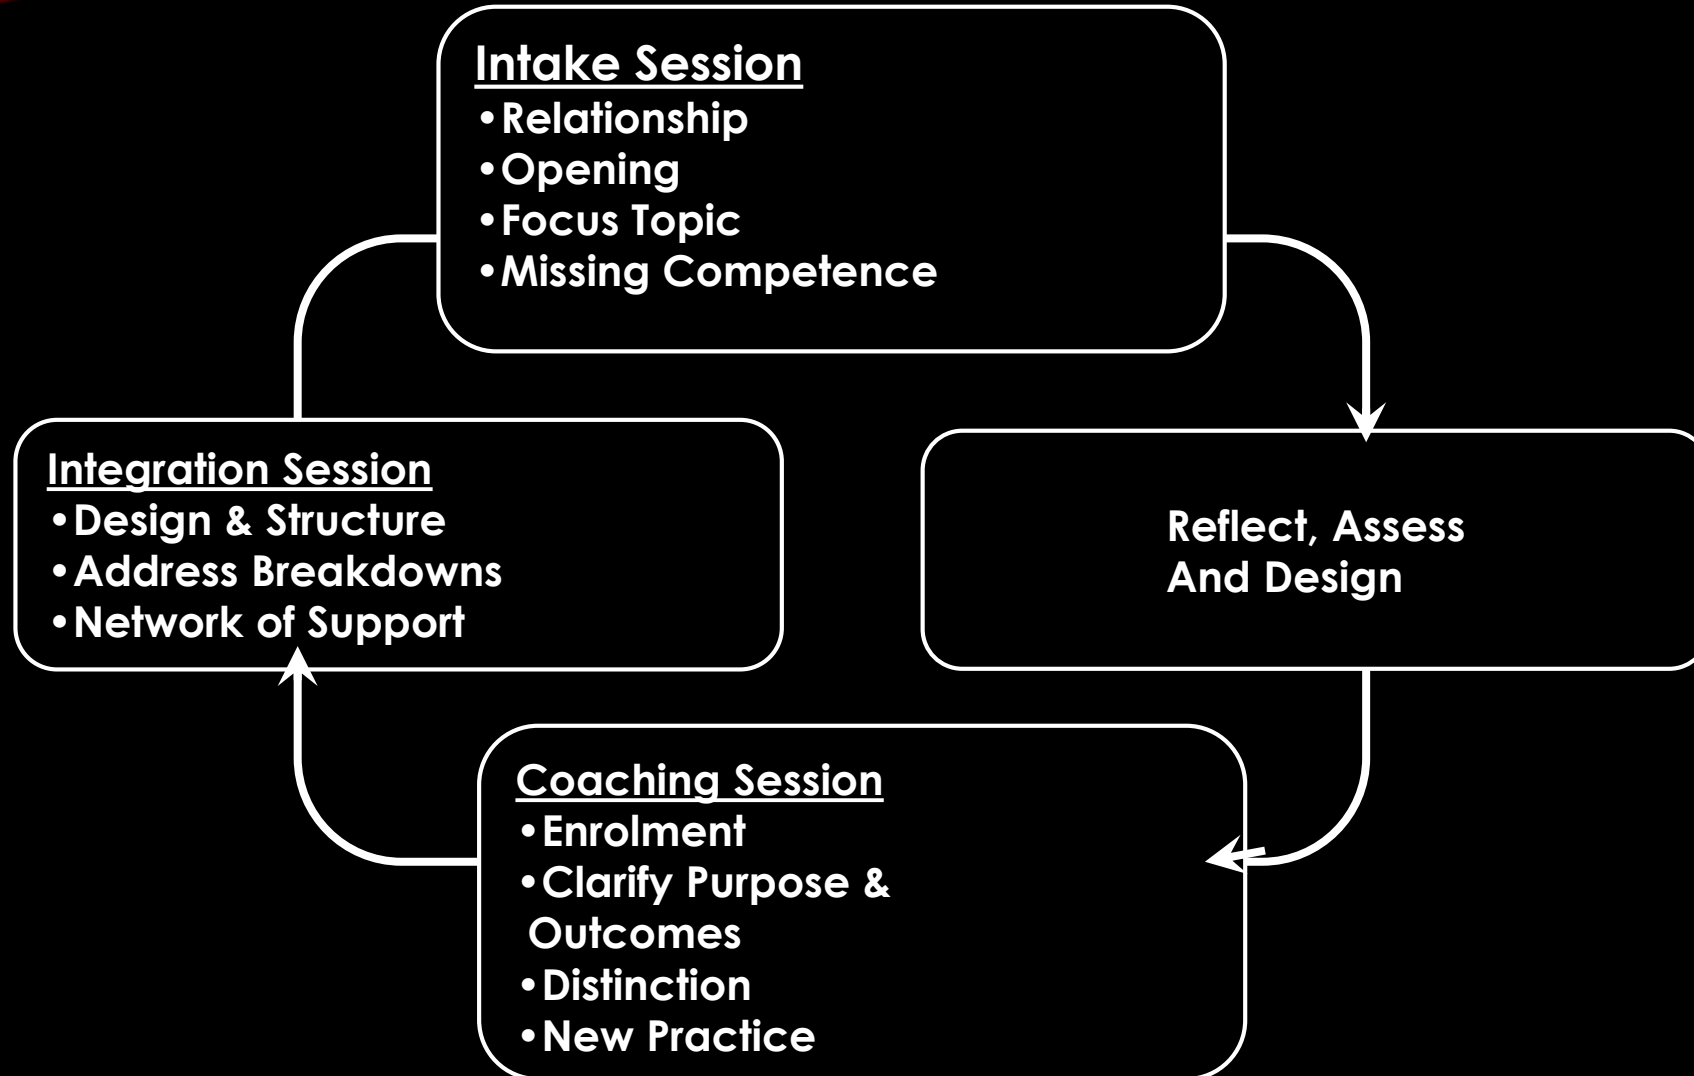 Intake Session
•Relationship
•Opening
•Focus Topic
•Missing Competence
Integration Session
•Design & Structure
•Address Breakdowns
•Network of Support
Reflect, Assess
And Design
Coaching Session
•Enrolment
•Clarify Purpose &
Outcomes
•Distinction
•New Practice